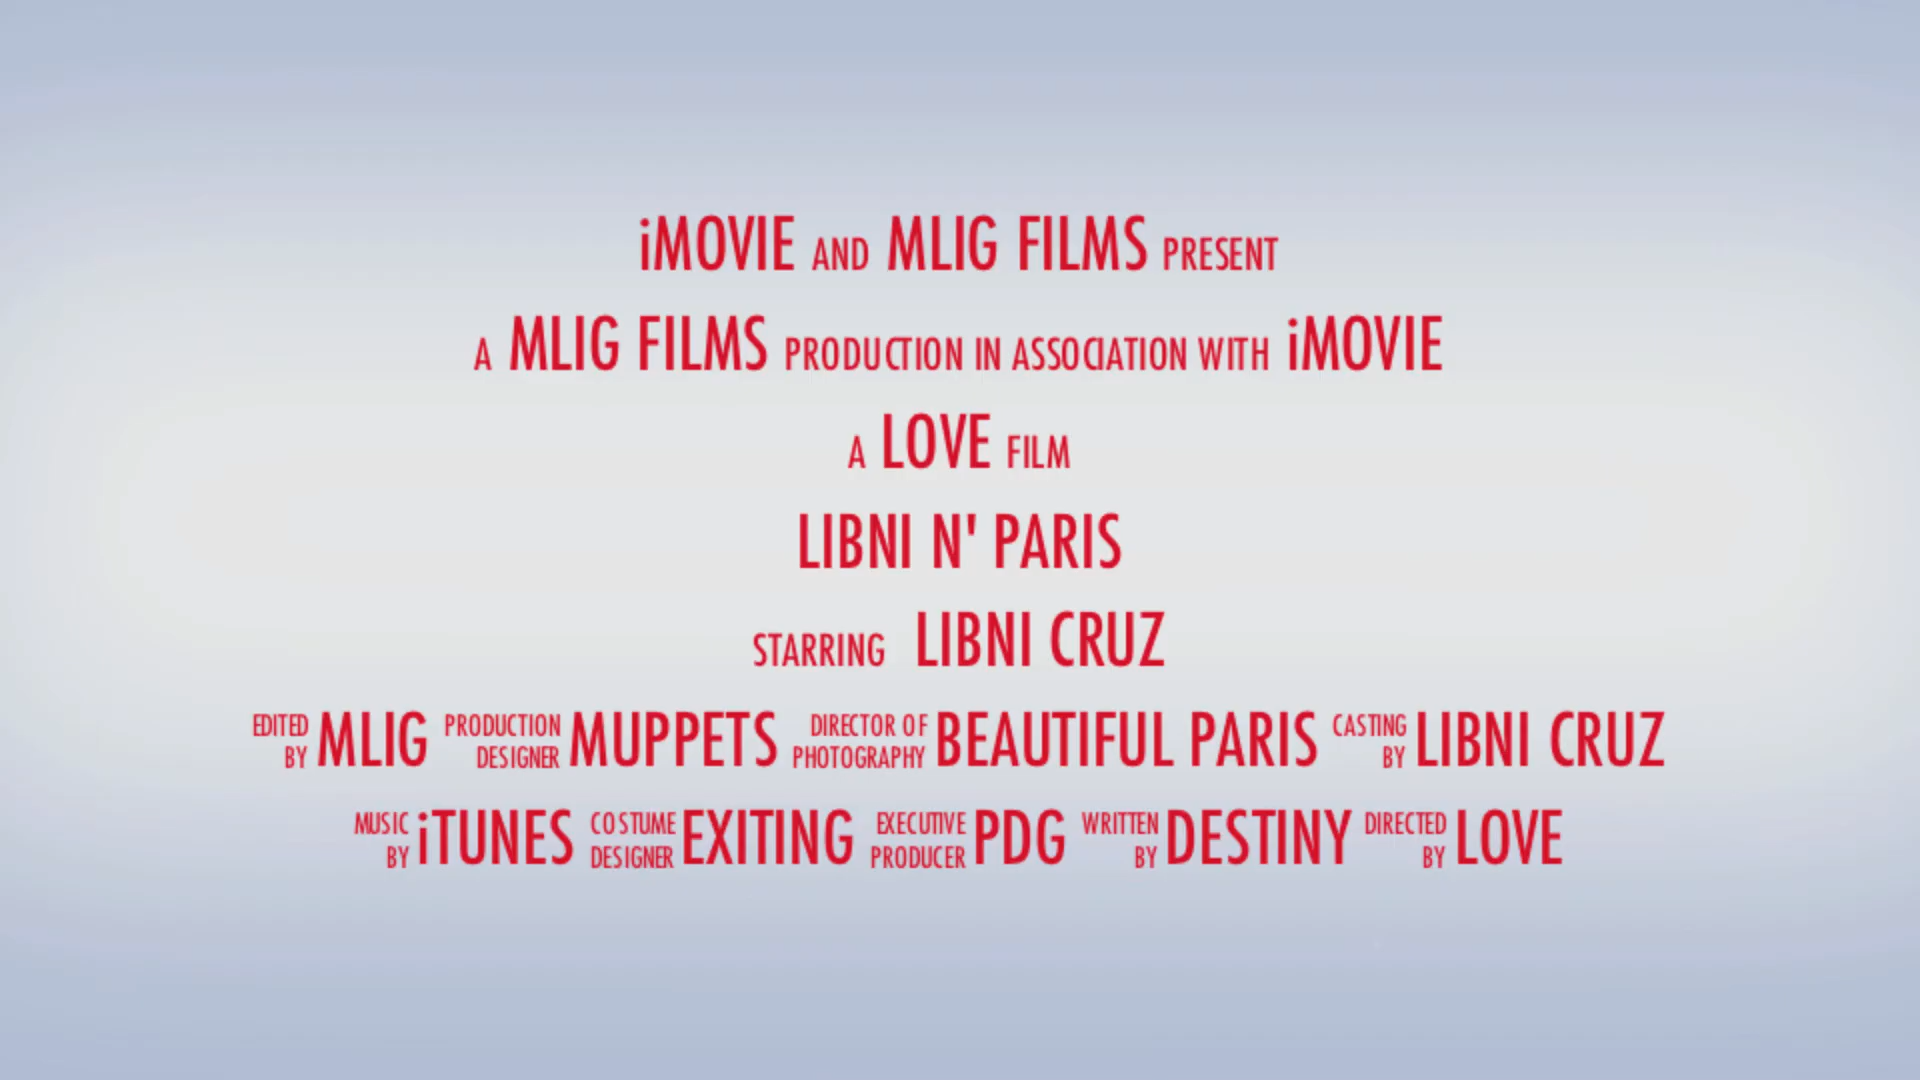 iMOVIE AND MLIG FILMS PRESENT
A MLIG FILMS PRODUCTION IN ASSOCIATION WITH iMOVIE
A LOVE FILM
LIBNI N' PARIS
STARRING LIBNI CRUZ
EDITED BY MLIG PRODUCTION DESIGNER MUPPETS DIRECTOR OF PHOTOGRAPHY BEAUTIFUL PARIS CASTING BY LIBNI CRUZ
MUSIC BY iTUNES COSTUME DESIGNER EXITING EXECUTIVE PRODUCER PDG WRITTEN BY DESTINY DIRECTED BY LOVE